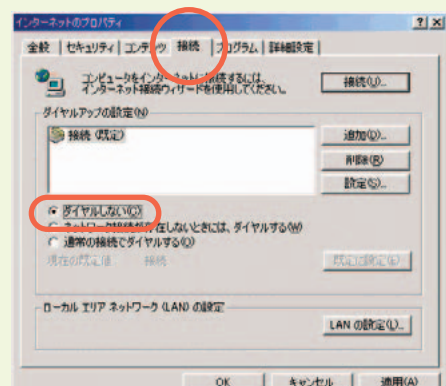 インターネットのプロパティ
全般 セキュリティ コンテンツ 接続 プログラム 詳細設定
コンピュータをインターネットに接続するには、
インターネット接続ウィザードを使用してください。
接続(U)...
ダイヤルアップの設定(N)
接続 (既定)
追加(D)...
削除(R)
設定(S)...
ダイヤルしない(C)
ネットワーク接続が存在しないときには、ダイヤルする(W)
通常の接続でダイヤルする(O)
現在の既定値 接続
既定に設定(E)
ローカル エリア ネットワーク (LAN) の設定
LAN の設定(L)...
OK キャンセル 適用(A)